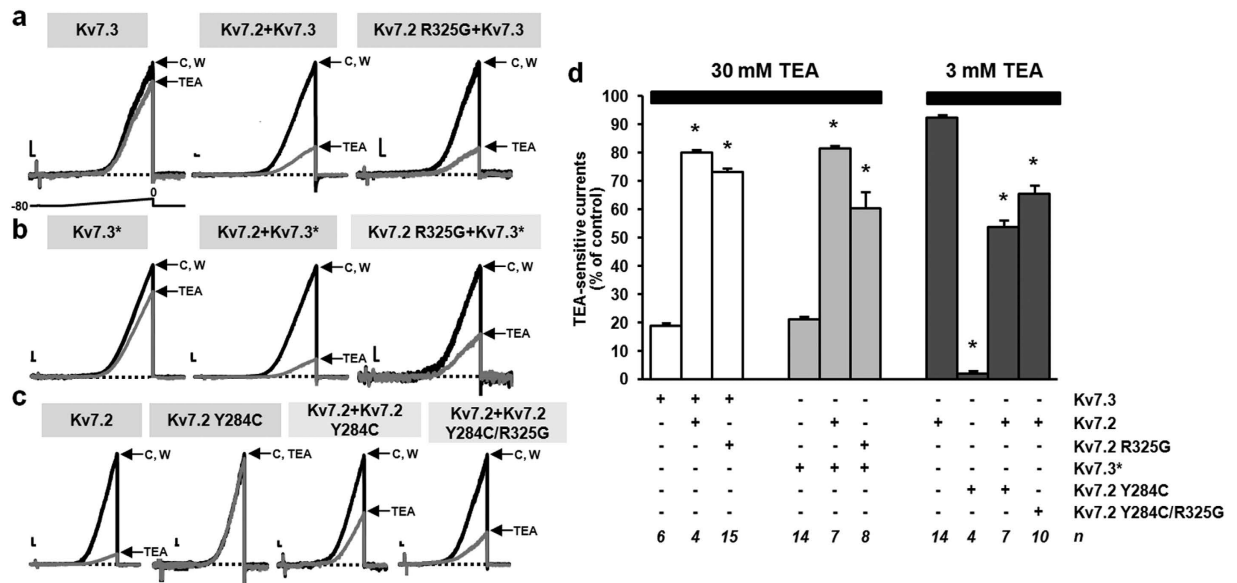 a
Kv7.3
Kv7.2+Kv7.3
Kv7.2 R325G+Kv7.3
C, W
TEA
C, W
TEA
C, W
TEA
-80
0
b
Kv7.3*
Kv7.2+Kv7.3*
Kv7.2 R325G+Kv7.3*
C, W
TEA
C, W
TEA
C, W
TEA
c
Kv7.2
Kv7.2 Y284C
Kv7.2+Kv7.2
Y284C
Kv7.2+Kv7.2
Y284C/R325G
C, W
TEA
C, TEA
C, W
TEA
C, W
TEA
d
30 mM TEA
3 mM TEA
TEA-sensitive currents
(% of control)
100
90
80
70
60
50
40
30
20
10
0
* * * * * * *
+ + + - - - - - - - Kv7.3
- + - - + - + - + + Kv7.2
- - + - - + - - - - Kv7.2 R325G
- - - + + + - - - - Kv7.3*
- - - - - - - + + - Kv7.2 Y284C
- - - - - - - - - + Kv7.2 Y284C/R325G
6 4 15 14 7 8 14 4 7 10 n